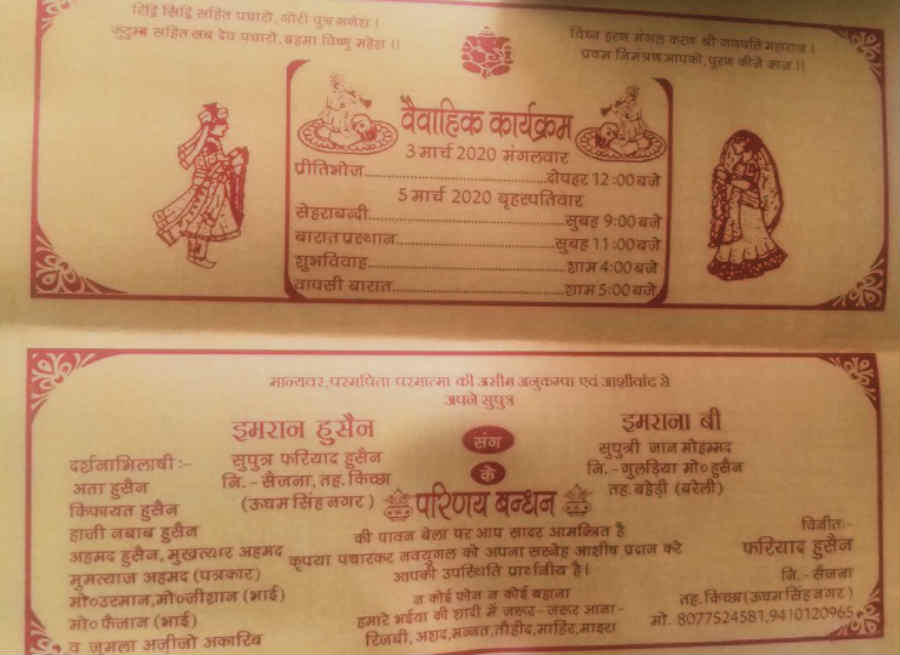 रिद्धि सिद्धि सहित पधारो, गौरी पुत्र गणेश ।
कुटुम्ब सहित सब देव पधारो, ब्रहमा विष्णु महेश ।।
विघ्न हरण मंगल करण श्री गणपति महाराज ।
प्रथम निमंत्रण आपको, पुरण कीजे काज ।।
वैवाहिक कार्यक्रम
3 मार्च 2020 मंगलवार
प्रीतिभोज..........................................दोपहर 12 :00 बजे
5 मार्च 2020 बृहस्पतिवार
सेहराबन्दी..........................................सुबह 9:00 बजे
बारात प्रस्थान....................................सुबह 11:00 बजे
शुभविवाह............................................शाम 4:00 बजे
वापसी बारात......................................शाम 5:00 बजे
मान्यवर, परमपिता परमात्मा की असीम अनुकम्पा एवं आशीर्वाद से
अपने सुपुत्र
इमरान हुसैन
सुपुत्र फरियाद हुसैन
नि. - सैजना, तह. किच्छा
(ऊधम सिंह नगर )
संग
के
इमराना बी
सुपुत्री जान मोहम्मद
नि. - गुलडिया मो० हुसैन
तह. बहेड़ी (बरेली)
परिणय बन्धन
की पावन बेला पर आप सादर आमन्त्रित है
कृपया पधारकर नवयुगल को अपना सस्नेह आशीष प्रदान करे
आपकी उपस्थिति प्रार्थनीय है।
न कोई फोन न कोई बहाना
हमारे भईया की शादी में जरूर - जरूर आना -
रिजबी, अहद, मन्नत, तौहीद, माहिर, माइरा
दर्शनाभिलाषी :-
अता हुसैन
किफायत हुसैन
हाजी नबाब हुसैन
अहमद हुसैन, मुखत्यार अहमद
मुमत्याज अहमद (पत्रकार)
मो० उस्मान, मो० जीशान (भाई)
मो० फैजान (भाई)
व जुमला अजीजो अकारिब
विनीत:-
फरियाद हुसैन
नि. - सैजना
तह. किच्छा (ऊधम सिंह नगर )
मो. 8077524581, 9410120965